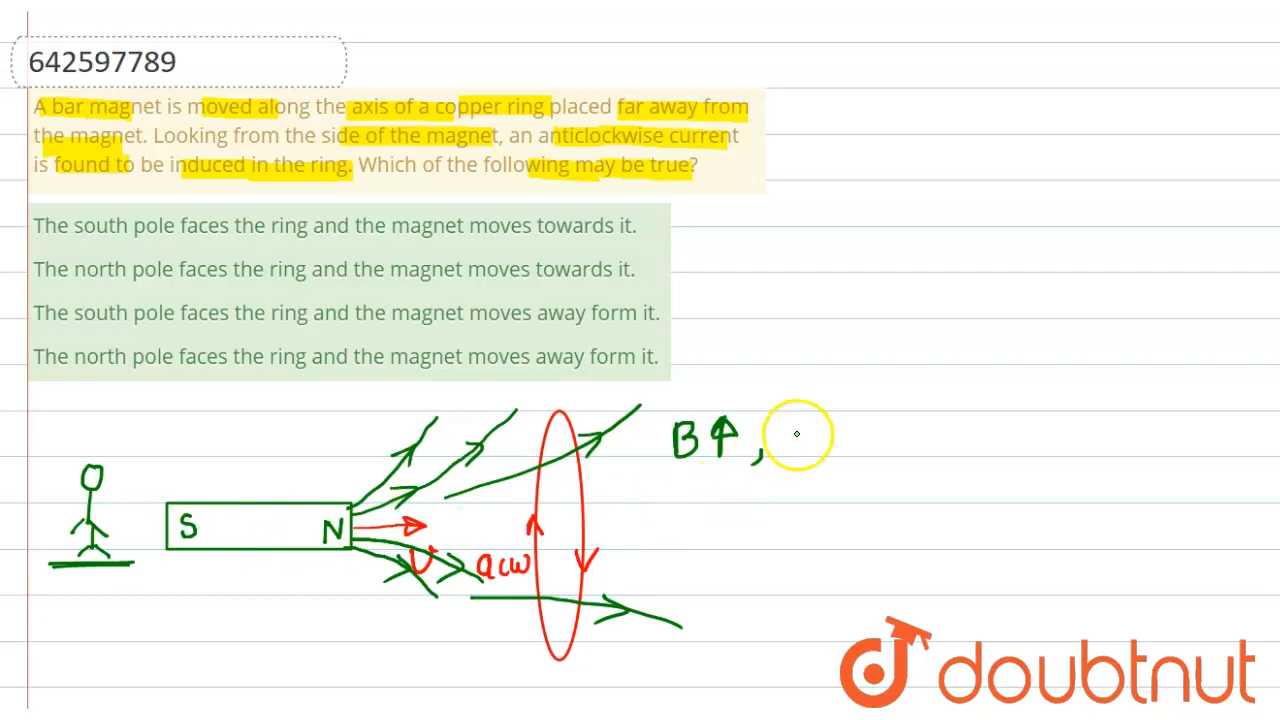 642597789
A bar magnet is moved along the axis of a copper ring placed far away from
the magnet. Looking from the side of the magnet, an anticlockwise current
is found to be induced in the ring. Which of the following may be true?
The south pole faces the ring and the magnet moves towards it.
The north pole faces the ring and the magnet moves towards it.
The south pole faces the ring and the magnet moves away form it.
The north pole faces the ring and the magnet moves away form it.
B↑,
S N
v acw
doubtnut